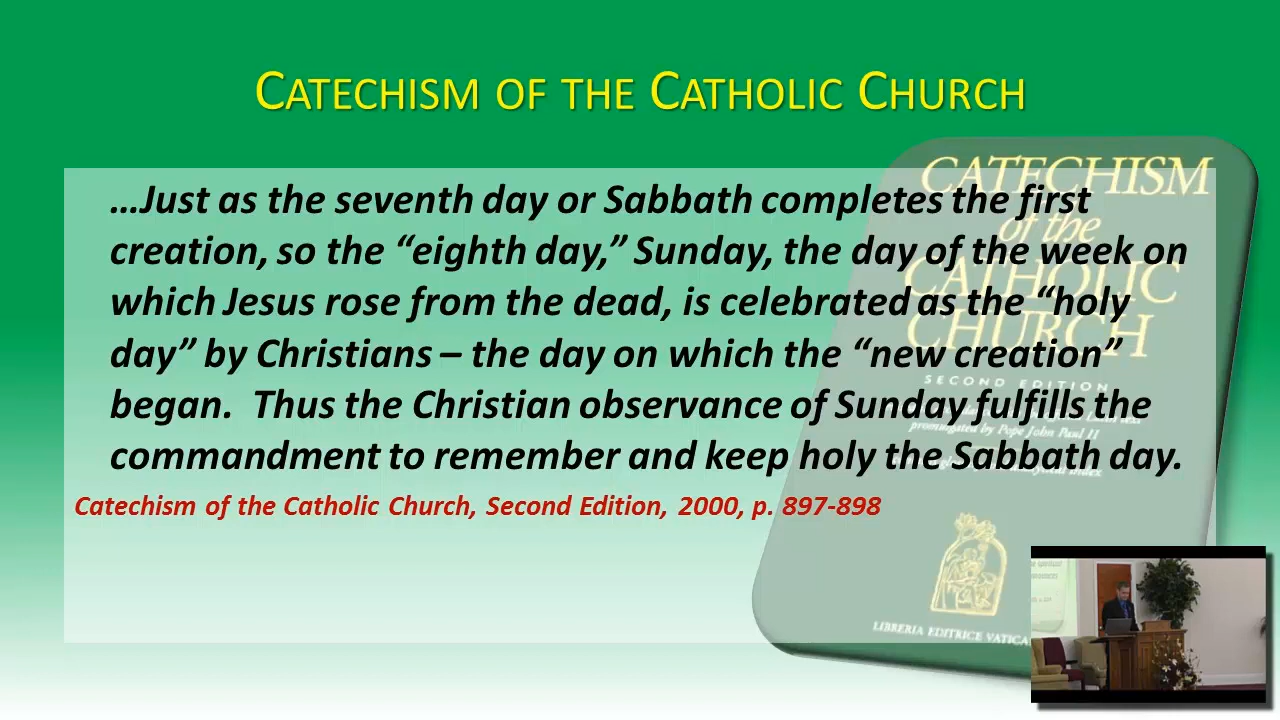 CATECHISM OF THE CATHOLIC CHURCH
…Just as the seventh day or Sabbath completes the first
creation, so the “eighth day,” Sunday, the day of the week on
which Jesus rose from the dead, is celebrated as the “holy
day” by Christians – the day on which the “new creation”
began.  Thus the Christian observance of Sunday fulfills the
commandment to remember and keep holy the Sabbath day.
Catechism of the Catholic Church, Second Edition, 2000, p. 897-898
CATECHISM
of the
CATHOLIC
CHURCH
SECOND EDITION
promulgated by Pope John Paul II
LIBRERIA EDITRICE